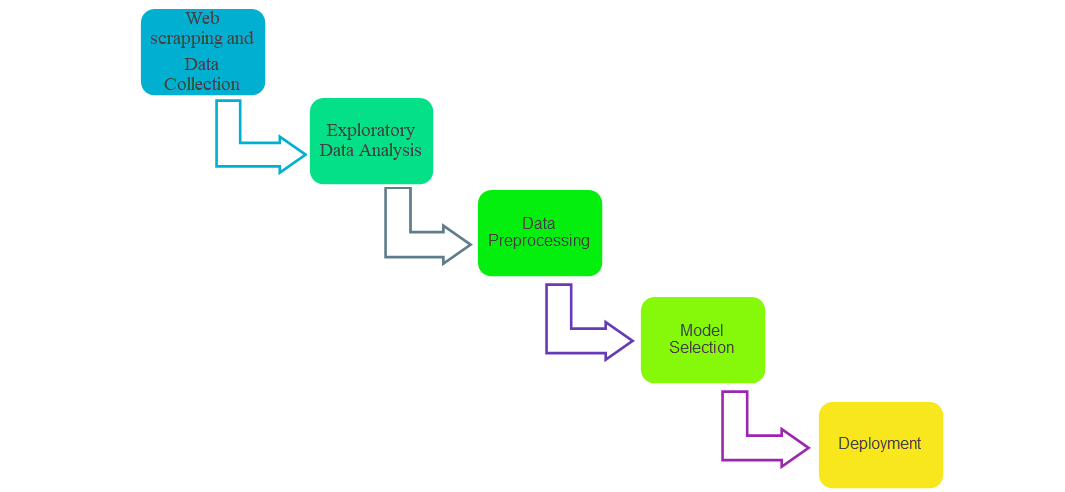 Web
scrapping and
Data
Collection
Exploratory
Data Analysis
Data
Preprocessing
Model
Selection
Deployment